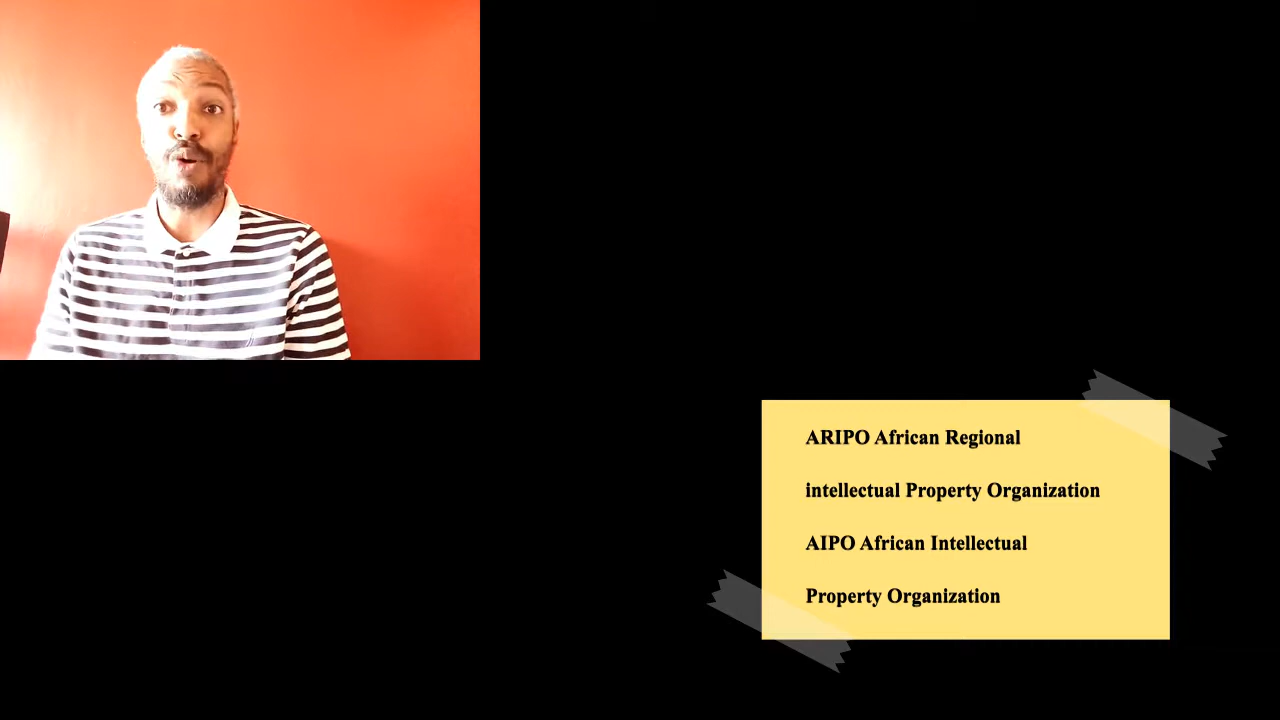 ARIPO African Regional
intellectual Property Organization
AIPO African Intellectual
Property Organization